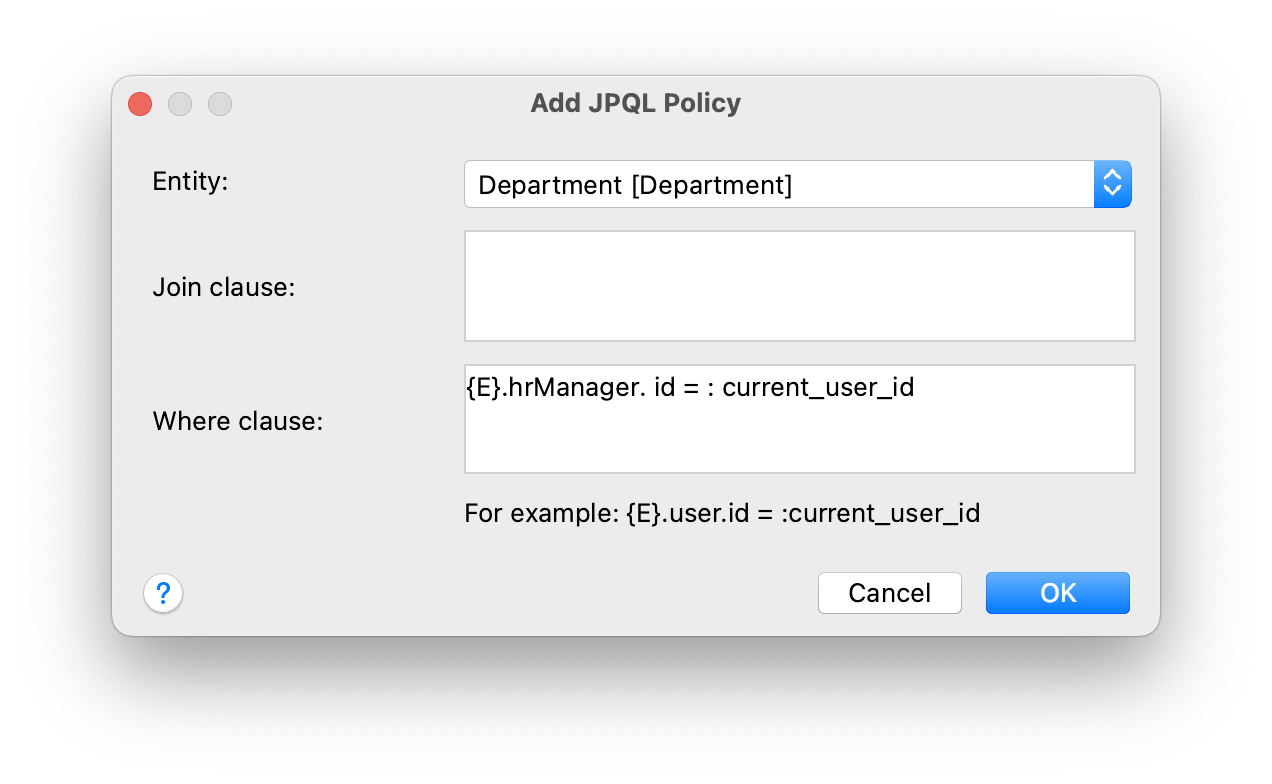 Add JPQL Policy
Entity:
Department [Department]
Join clause:
Where clause:
{E}.hrManager. id = : current_user_id
For example: {E}.user.id = :current_user_id
?
Cancel
OK